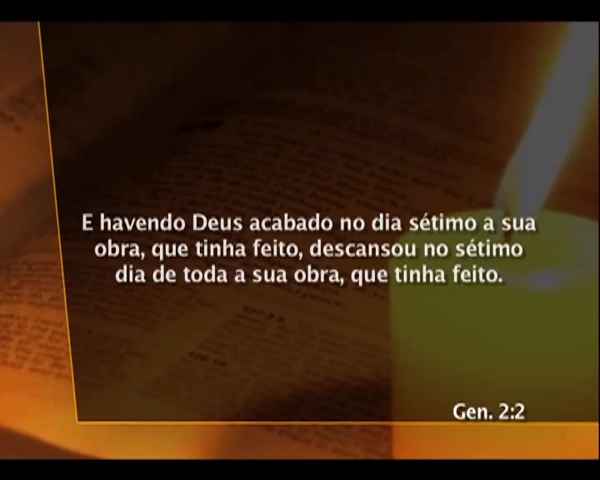 E havendo Deus acabado no dia sétimo a sua
obra, que tinha feito, descansou no sétimo
dia de toda a sua obra, que tinha feito.
Gen. 2:2